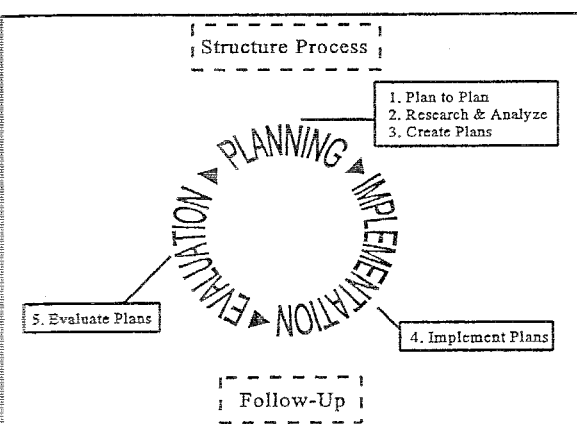 Structure Process
1. Plan to Plan
2. Research & Analyze
3. Create Plans
PLANNING
IMPLEMENTATION
EVALUATION
5. Evaluate Plans
4. Implement Plans
Follow-Up